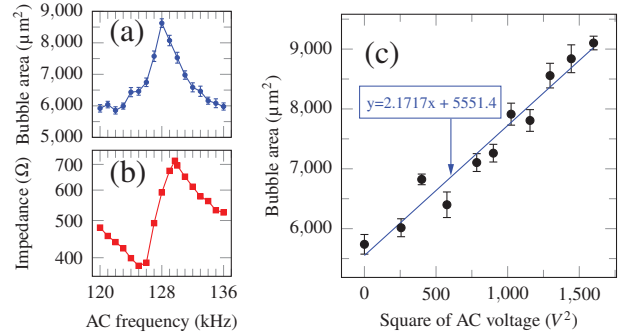 (a)
Bubble area (μm²)
9,000
8,000
7,000
6,000
5,000
(b)
Impedance (Ω)
700
600
500
400
120 128 136
AC frequency (kHz)
(c)
Bubble area (μm²)
9,000
8,000
7,000
6,000
y=2.1717x + 5551.4
0 500 1,000 1,500
Square of AC voltage (V²)